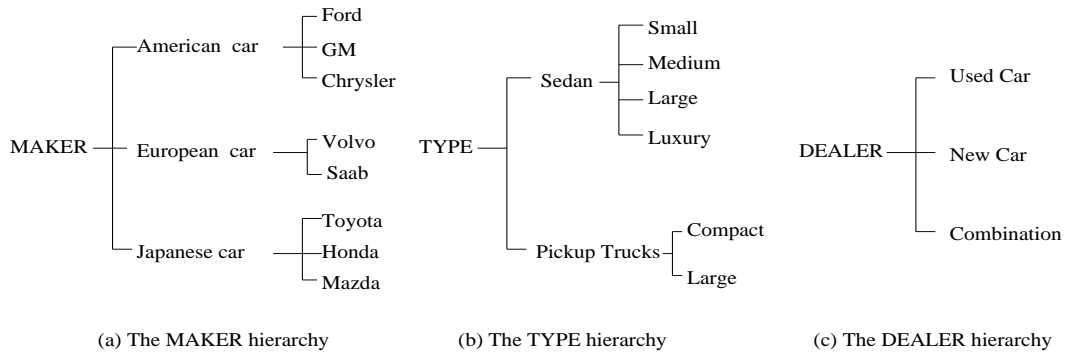 MAKER
American car
Ford
GM
Chrysler
European car
Volvo
Saab
Japanese car
Toyota
Honda
Mazda
(a) The MAKER hierarchy
TYPE
Sedan
Small
Medium
Large
Luxury
Pickup Trucks
Compact
Large
(b) The TYPE hierarchy
DEALER
Used Car
New Car
Combination
(c) The DEALER hierarchy